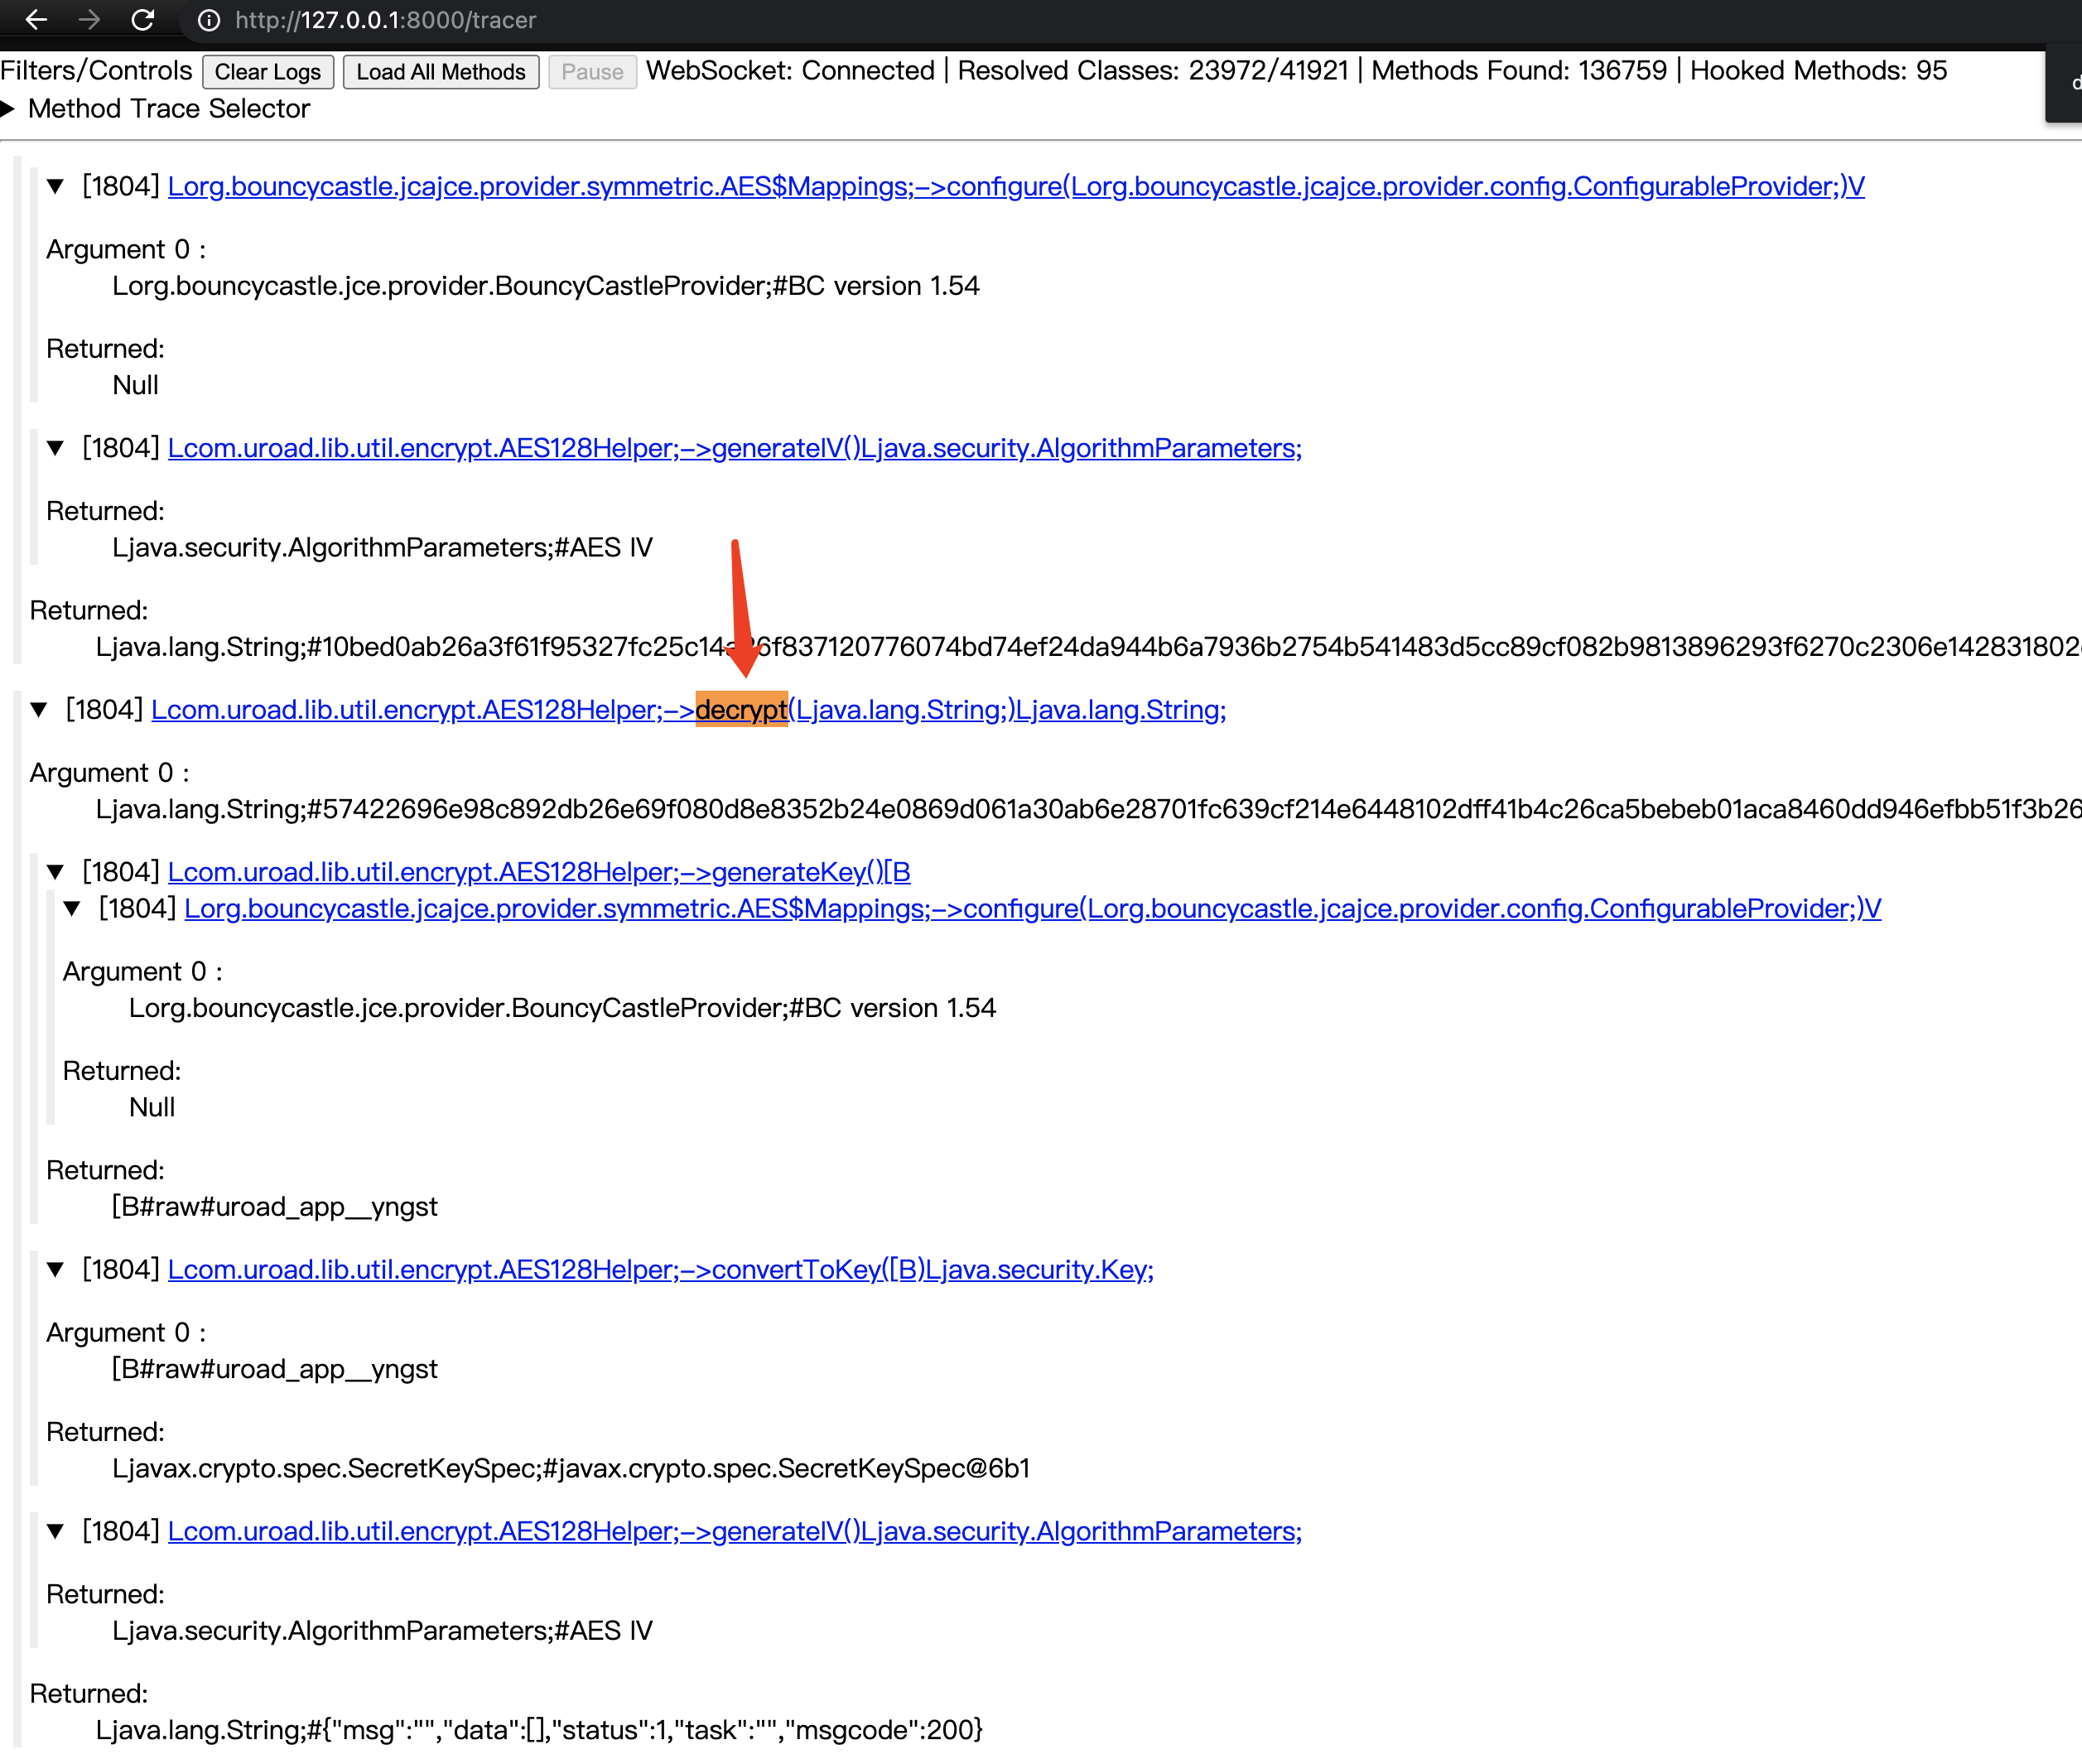 http://127.0.0.1:8000/tracer
Filters/Controls Clear Logs Load All Methods Pause WebSocket: Connected | Resolved Classes: 23972/41921 | Methods Found: 136759 | Hooked Methods: 95
Method Trace Selector
[1804] Lorg.bouncycastle.jcajce.provider.symmetric.AES$Mappings;->configure(Lorg.bouncycastle.jcajce.provider.config.ConfigurableProvider;)V
Argument 0 :
Lorg.bouncycastle.jce.provider.BouncyCastleProvider;#BC version 1.54
Returned:
Null
[1804] Lcom.uroad.lib.util.encrypt.AES128Helper;->generateIV()Ljava.security.AlgorithmParameters;
Returned:
Ljava.security.AlgorithmParameters;#AES IV
Returned:
[1804] Lcom.uroad.lib.util.encrypt.AES128Helper;->decrypt(Ljava.lang.String;)Ljava.lang.String;
Argument 0 :
Ljava.lang.String;#57422696e98c892db26e69f080d8e8352b24e0869d061a30ab6e28701fc639cf214e6448102dff41b4c26ca5bebeb01aca8460dd946efbb51f3b26
[1804] Lcom.uroad.lib.util.encrypt.AES128Helper;->generateKey()[B
[1804] Lorg.bouncycastle.jcajce.provider.symmetric.AES$Mappings;->configure(Lorg.bouncycastle.jcajce.provider.config.ConfigurableProvider;)V
Argument 0 :
Lorg.bouncycastle.jce.provider.BouncyCastleProvider;#BC version 1.54
Returned:
Null
Returned:
[B#raw#uroad_app__yngst
[1804] Lcom.uroad.lib.util.encrypt.AES128Helper;->convertToKey([B)Ljava.security.Key;
Argument 0 :
[B#raw#uroad_app__yngst
Returned:
Ljavax.crypto.spec.SecretKeySpec;#javax.crypto.spec.SecretKeySpec@6b1
[1804] Lcom.uroad.lib.util.encrypt.AES128Helper;->generateIV()Ljava.security.AlgorithmParameters;
Returned:
Ljava.security.AlgorithmParameters;#AES IV
Returned:
Ljava.lang.String;#{"msg":"","data":[],"status":1,"task":"","msgcode":200}